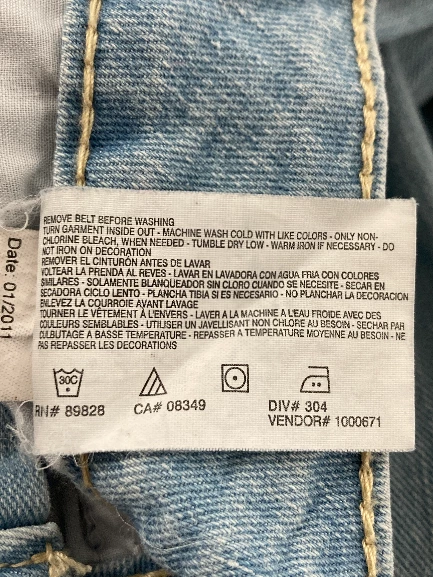 REMOVE BELT BEFORE WASHING
TURN GARMENT INSIDE OUT - MACHINE WASH COLD WITH LIKE COLORS - ONLY NON-
CHLORINE BLEACH, WHEN NEEDED - TUMBLE DRY LOW - WARM IRON IF NECESSARY - DO
NOT IRON ON DECORATION
REMOVER EL CINTURÓN ANTES DE LAVAR
VOLTEAR LA PRENDA AL REVES - LAVAR EN LAVADORA CON AGUA FRIA CON COLORES
SIMILARES - SOLAMENTE BLANQUEADOR SIN CLORO CUANDO SE NECESITE - SECAR EN
SECADORA CICLO LENTO - PLANCHA TIBIA SI ES NECESARIO - NO PLANCHAR LA DECORACION
ENLEVEZ LA COURROIE AVANT LAVAGE
TOURNER LE VÊTEMENT À L'ENVERS - LAVER A LA MACHINE A L'EAU FROIDE AVEC DES
COULEURS SEMBLABLES - UTILISER UN JAVELLISANT NON CHLORE AU BESOIN - SECHAR PAR
CULBUTAGE A BASSE TEMPERATURE - REPASSER A TEMPERATURE MOYENNE AU BESOIN - NE
PAS REPASSER LES DECORATIONS
30C
RN# 89828 CA# 08349 DIV# 304
VENDOR# 1000671
Date: 01/2011